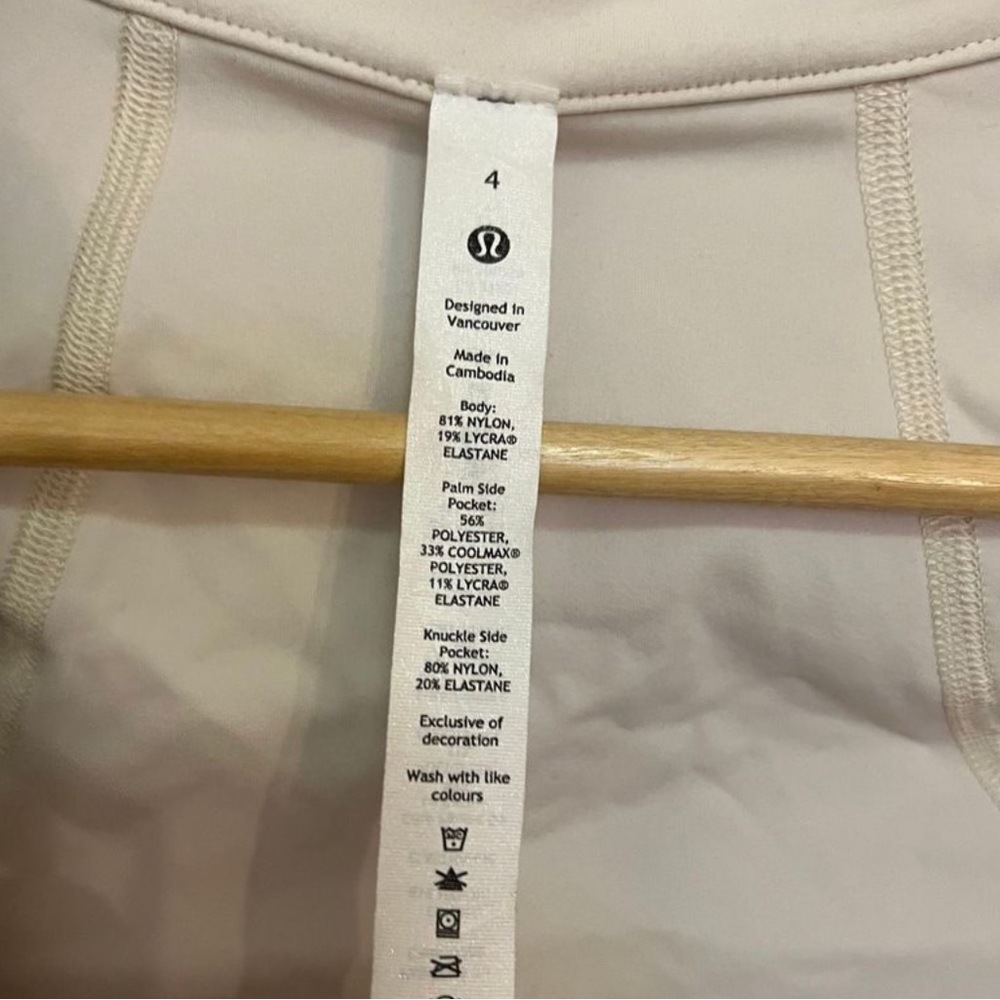 4
Designed in
Vancouver
Made in
Cambodia
Body:
81% NYLON,
19% LYCRA®
ELASTANE
Palm Side
Pocket:
56%
POLYESTER,
33% COOLMAX®
POLYESTER,
11% LYCRA®
ELASTANE
Knuckle Side
Pocket:
80% NYLON,
20% ELASTANE
Exclusive of
decoration
Wash with like
colours